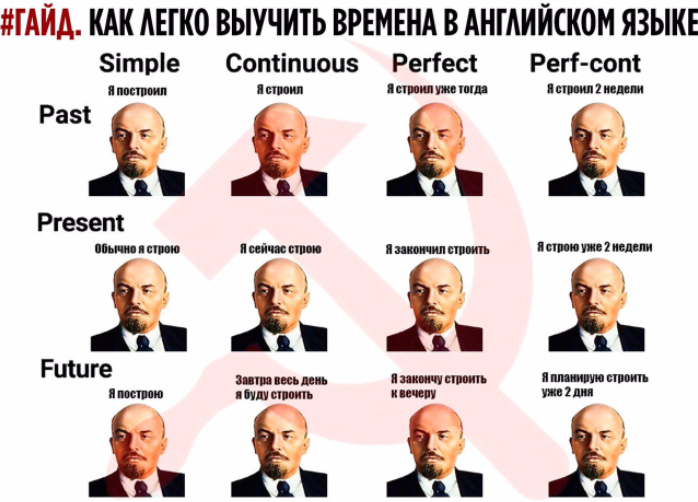 #ГАЙД. КАК ЛЕГКО ВЫУЧИТЬ ВРЕМЕНА В АНГЛИЙСКОМ ЯЗЫКЕ
Simple Continuous Perfect Perf-cont
Я построил Я строил Я строил уже тогда Я строил 2 недели
Past
Present
Обычно я строю Я сейчас строю Я закончил строить Я строю уже 2 недели
Future
Я построю
Завтра весь день
я буду строить
Я закончу строить
к вечеру
Я планирую строить
уже 2 дня